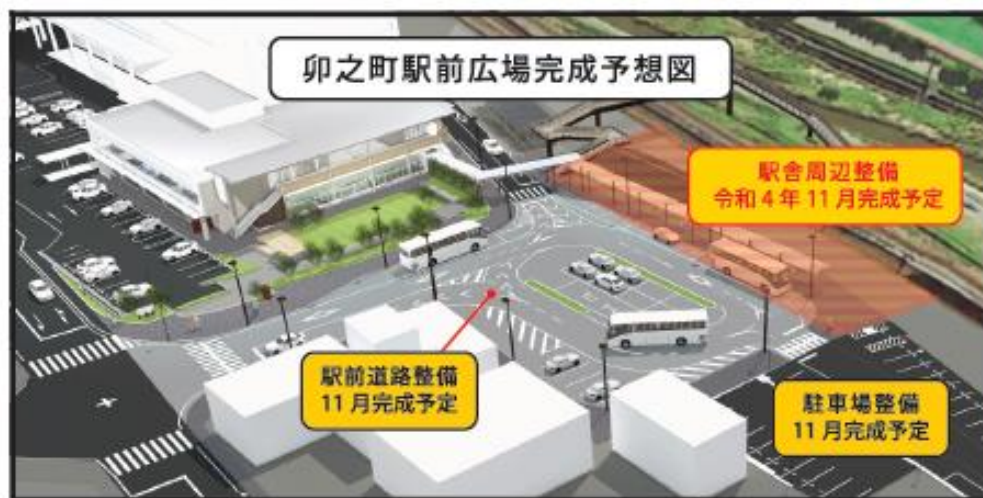 卯之町駅前広場完成予想図
駅舎周辺整備
令和4年11月完成予定
駅前道路整備
11月完成予定
駐車場整備
11月完成予定